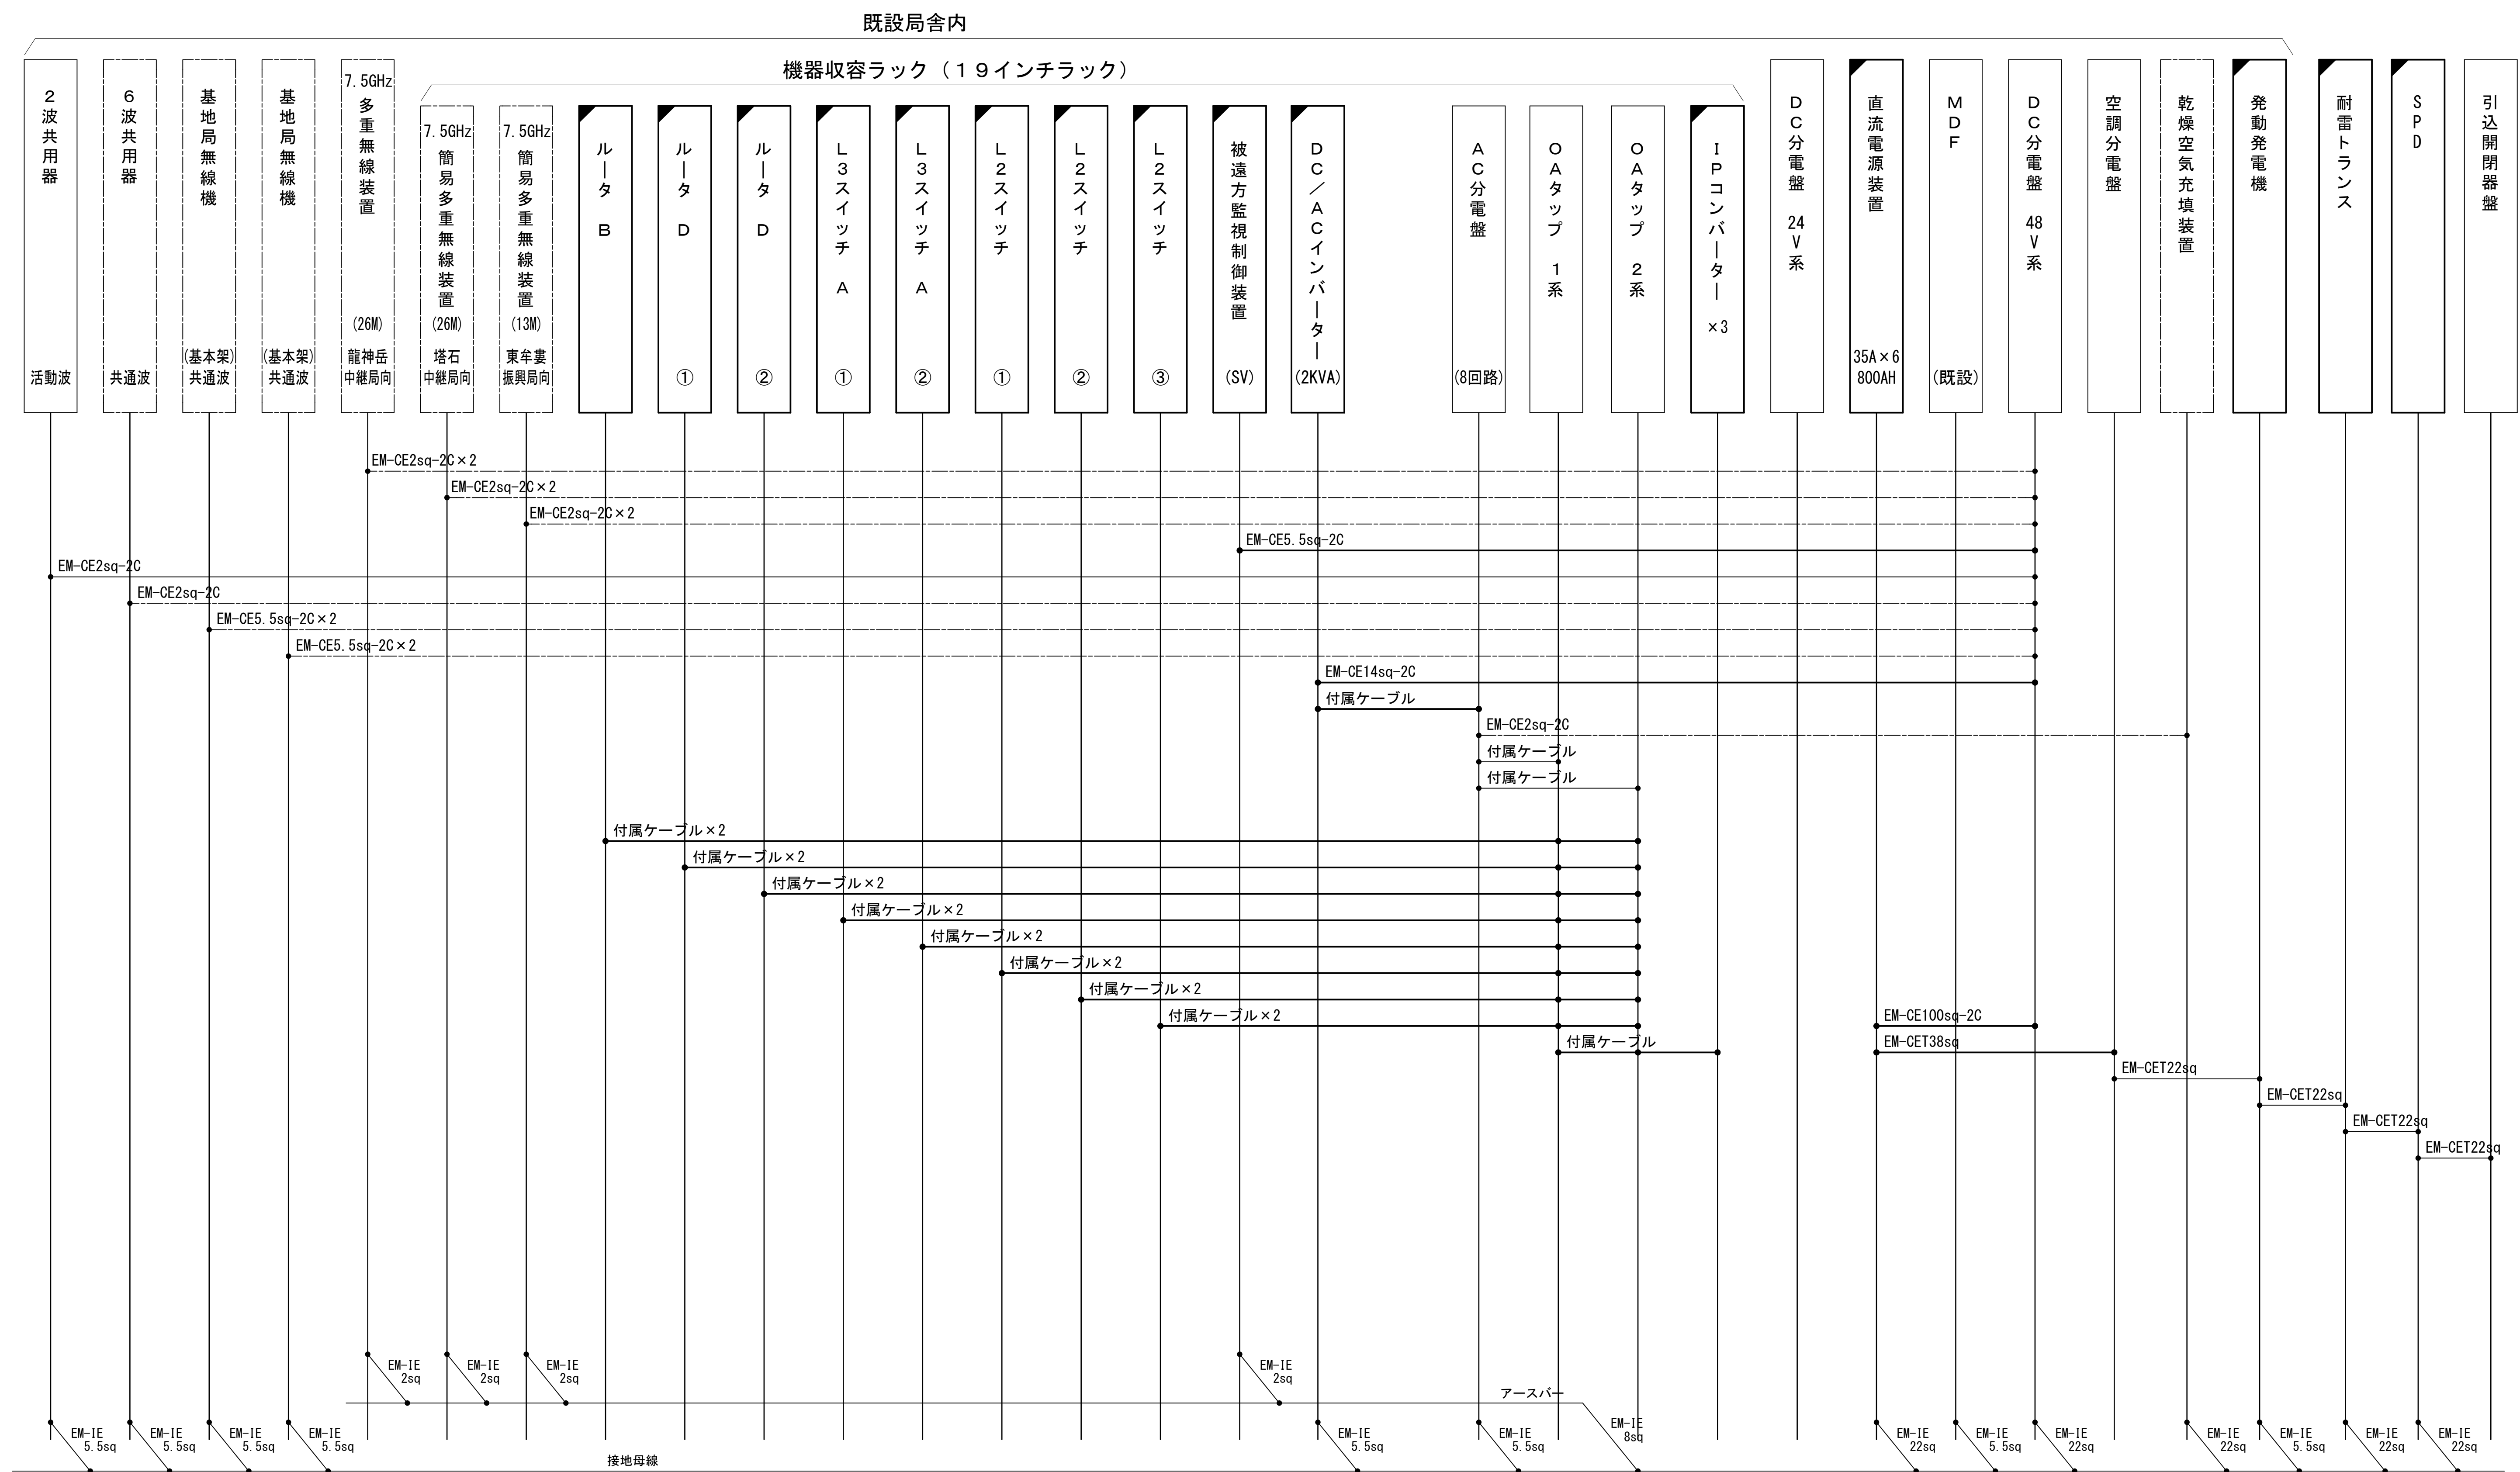 既設局舎内
機器収容ラック（１９インチラック）
２波共用器
活動波
６波共用器
共通波
基地局無線機
(基本架)
共通波
基地局無線機
(基本架)
共通波
7.5GHz
多重無線装置
(26M)
龍神岳
中継局向
7.5GHz
簡易多重無線装置
(26M)
塔石
中継局向
7.5GHz
簡易多重無線装置
(13M)
東牟婁
振興局向
ルータ　Ｂ
ルータ　Ｄ
①
ルータ　Ｄ
②
Ｌ３スイッチ　Ａ
①
Ｌ３スイッチ　Ａ
②
Ｌ２スイッチ
①
Ｌ２スイッチ
②
Ｌ２スイッチ
③
被遠方監視制御装置
(SV)
ＤＣ／ＡＣインバーター
(2KVA)
ＡＣ分電盤
(8回路)
ＯＡタップ　１系
ＯＡタップ　２系
ＩＰコンバーター
×3
ＤＣ分電盤　24Ｖ系
直流電源装置
35A×6
800AH
ＭＤＦ
(既設)
ＤＣ分電盤　48Ｖ系
空調分電盤
乾燥空気充填装置
発動発電機
耐雷トランス
ＳＰＤ
引込開閉器盤
EM-CE2sq-2C×2
EM-CE2sq-2C×2
EM-CE2sq-2C×2
EM-CE5.5sq-2C
EM-CE2sq-2C
EM-CE2sq-2C
EM-CE5.5sq-2C×2
EM-CE5.5sq-2C×2
EM-CE14sq-2C
付属ケーブル
EM-CE2sq-2C
付属ケーブル
付属ケーブル
付属ケーブル×2
付属ケーブル×2
付属ケーブル×2
付属ケーブル×2
付属ケーブル×2
付属ケーブル×2
付属ケーブル×2
付属ケーブル×2
EM-CE100sq-2C
付属ケーブル
EM-CET38sq
EM-CET22sq
EM-CET22sq
EM-CET22sq
EM-CET22sq
EM-IE
2sq
EM-IE
2sq
EM-IE
2sq
EM-IE
2sq
アースバー
EM-IE
5.5sq
EM-IE
5.5sq
EM-IE
5.5sq
EM-IE
5.5sq
EM-IE
5.5sq
EM-IE
5.5sq
EM-IE
8sq
EM-IE
22sq
EM-IE
5.5sq
EM-IE
22sq
EM-IE
22sq
EM-IE
5.5sq
EM-IE
22sq
EM-IE
22sq
接地母線